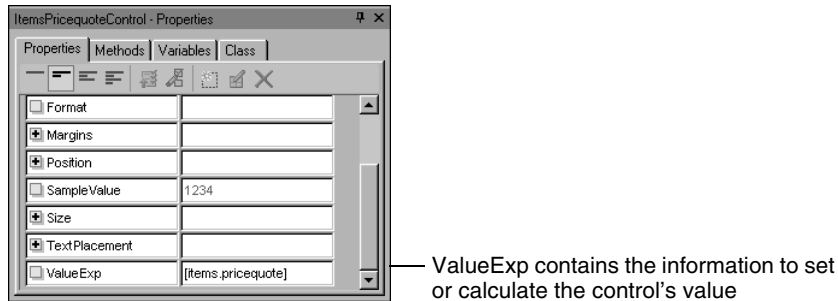 ItemsPricequoteControl - Properties
Properties Methods Variables Class
Format
Margins
Position
SampleValue 1234
Size
TextPlacement
ValueExp [items.pricequote]
ValueExp contains the information to set
or calculate the control's value